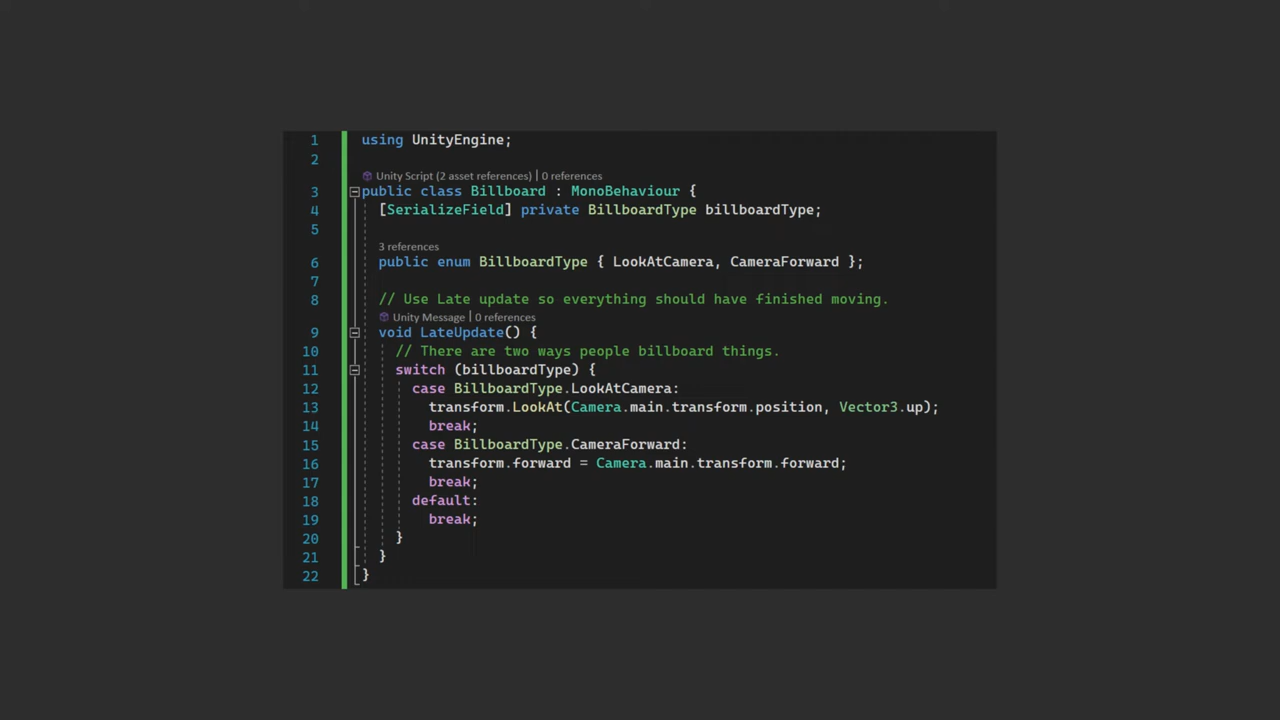 1 using UnityEngine;
2
Unity Script (2 asset references) | 0 references
3 public class Billboard : MonoBehaviour {
4 [SerializeField] private BillboardType billboardType;
5
3 references
6 public enum BillboardType { LookAtCamera, CameraForward };
7
8 // Use Late update so everything should have finished moving.
Unity Message | 0 references
9 void LateUpdate() {
10 // There are two ways people billboard things.
11 switch (billboardType) {
12 case BillboardType.LookAtCamera:
13 transform.LookAt(Camera.main.transform.position, Vector3.up);
14 break;
15 case BillboardType.CameraForward:
16 transform.forward = Camera.main.transform.forward;
17 break;
18 default:
19 break;
20 }
21 }
22 }